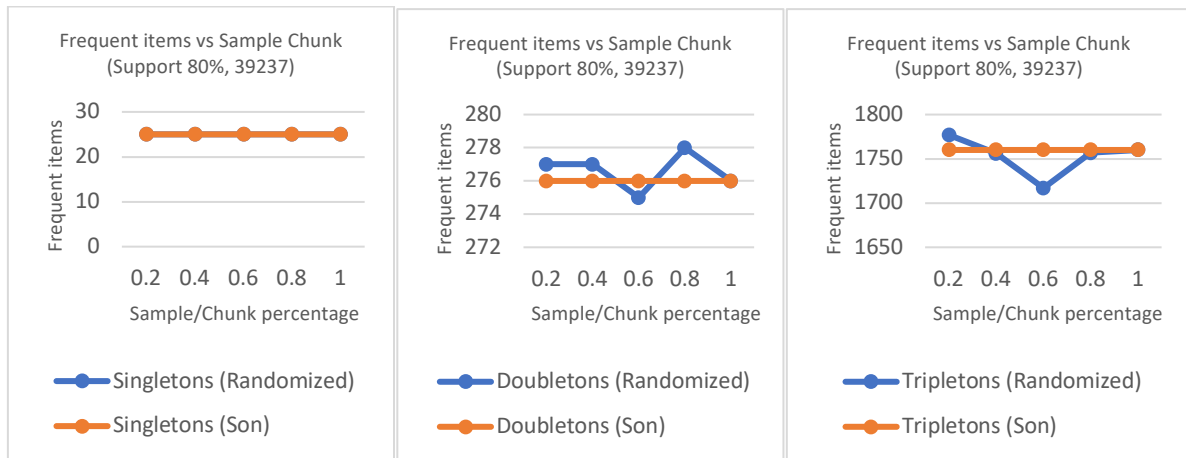 Frequent items vs Sample Chunk
(Support 80%, 39237)
Frequent items
30
20
10
0
0.2 0.4 0.6 0.8 1
Sample/Chunk percentage
Singletons (Randomized)
Singletons (Son)
Frequent items vs Sample Chunk
(Support 80%, 39237)
Frequent items
280
278
276
274
272
0.2 0.4 0.6 0.8 1
Sample/Chunk percentage
Doubletons (Randomized)
Doubletons (Son)
Frequent items vs Sample Chunk
(Support 80%, 39237)
Frequent items
1800
1750
1700
1650
0.2 0.4 0.6 0.8 1
Sample/Chunk percentage
Tripletons (Randomized)
Tripletons (Son)